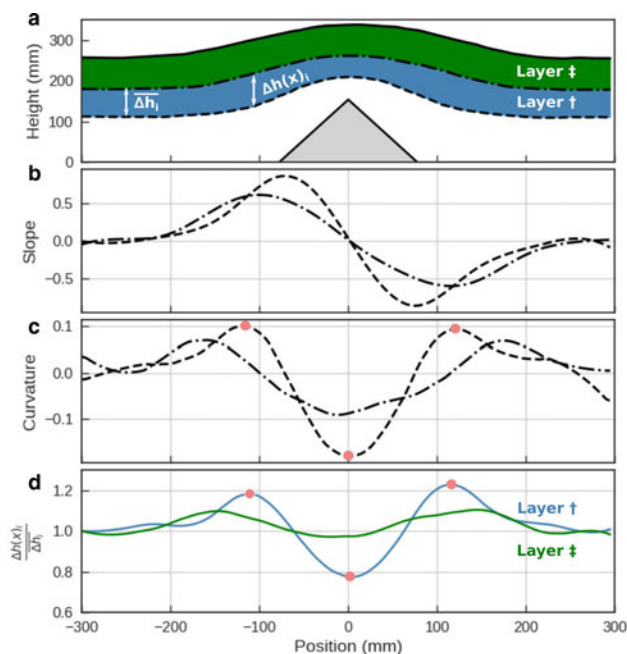 a
300
200
100
0
Height (mm)
Δh̅ᵢ
Δh(x)ᵢ
Layer ‡
Layer †
b
0.5
0.0
−0.5
Slope
c
0.1
0.0
−0.1
Curvature
d
1.2
1.0
0.8
0.6
Δh(x)ᵢ
Δh̅ᵢ
Layer †
Layer ‡
−300 −200 −100 0 100 200 300
Position (mm)